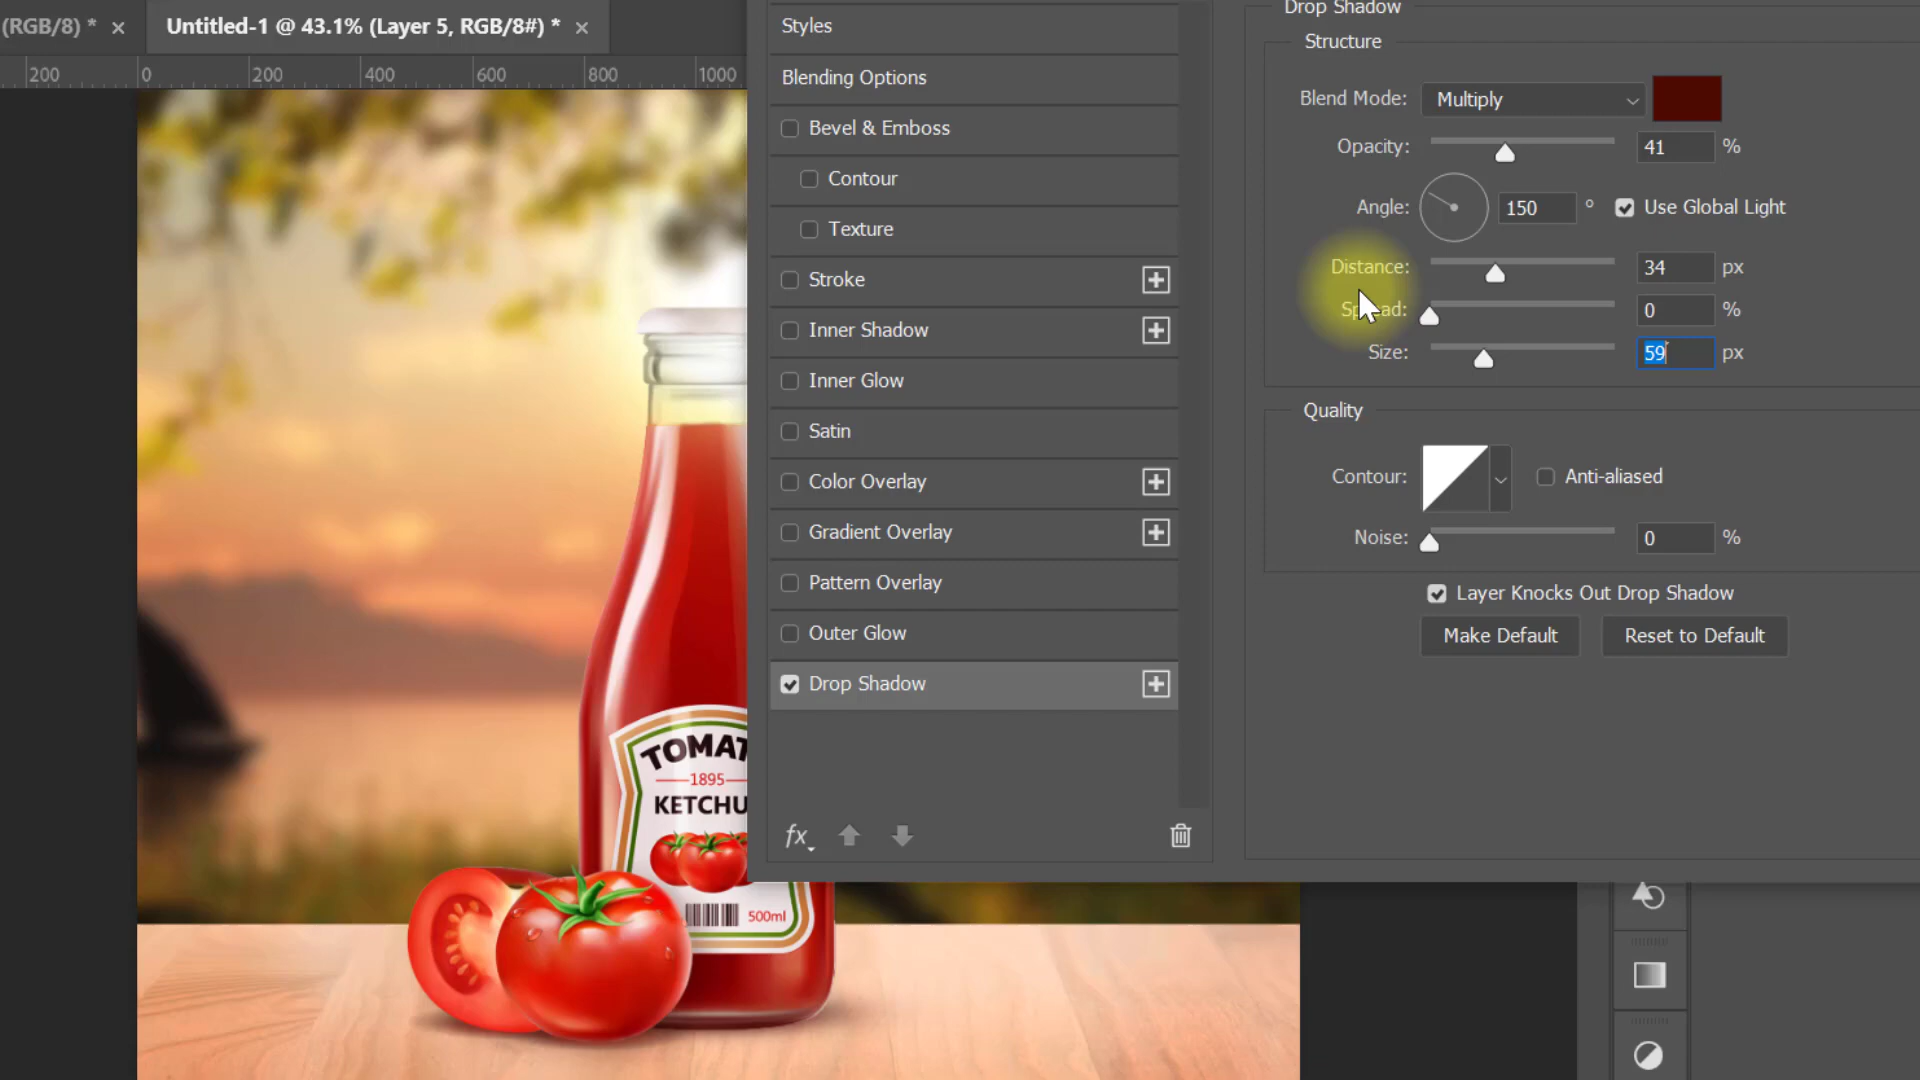 (RGB/8) *
Untitled-1 @ 43.1% (Layer 5, RGB/8#) *
200 0 200 400 600 800 1000
TOMAT
1895
KETCHU
500ml
Styles
Blending Options
Bevel & Emboss
Contour
Texture
Stroke
Inner Shadow
Inner Glow
Satin
Color Overlay
Gradient Overlay
Pattern Overlay
Outer Glow
Drop Shadow
fx
Drop Shadow
Structure
Blend Mode: Multiply
Opacity: 41 %
Angle: 150 ° Use Global Light
Distance: 34 px
Spread: 0 %
Size: 59 px
Quality
Contour: Anti-aliased
Noise: 0 %
Layer Knocks Out Drop Shadow
Make Default Reset to Default